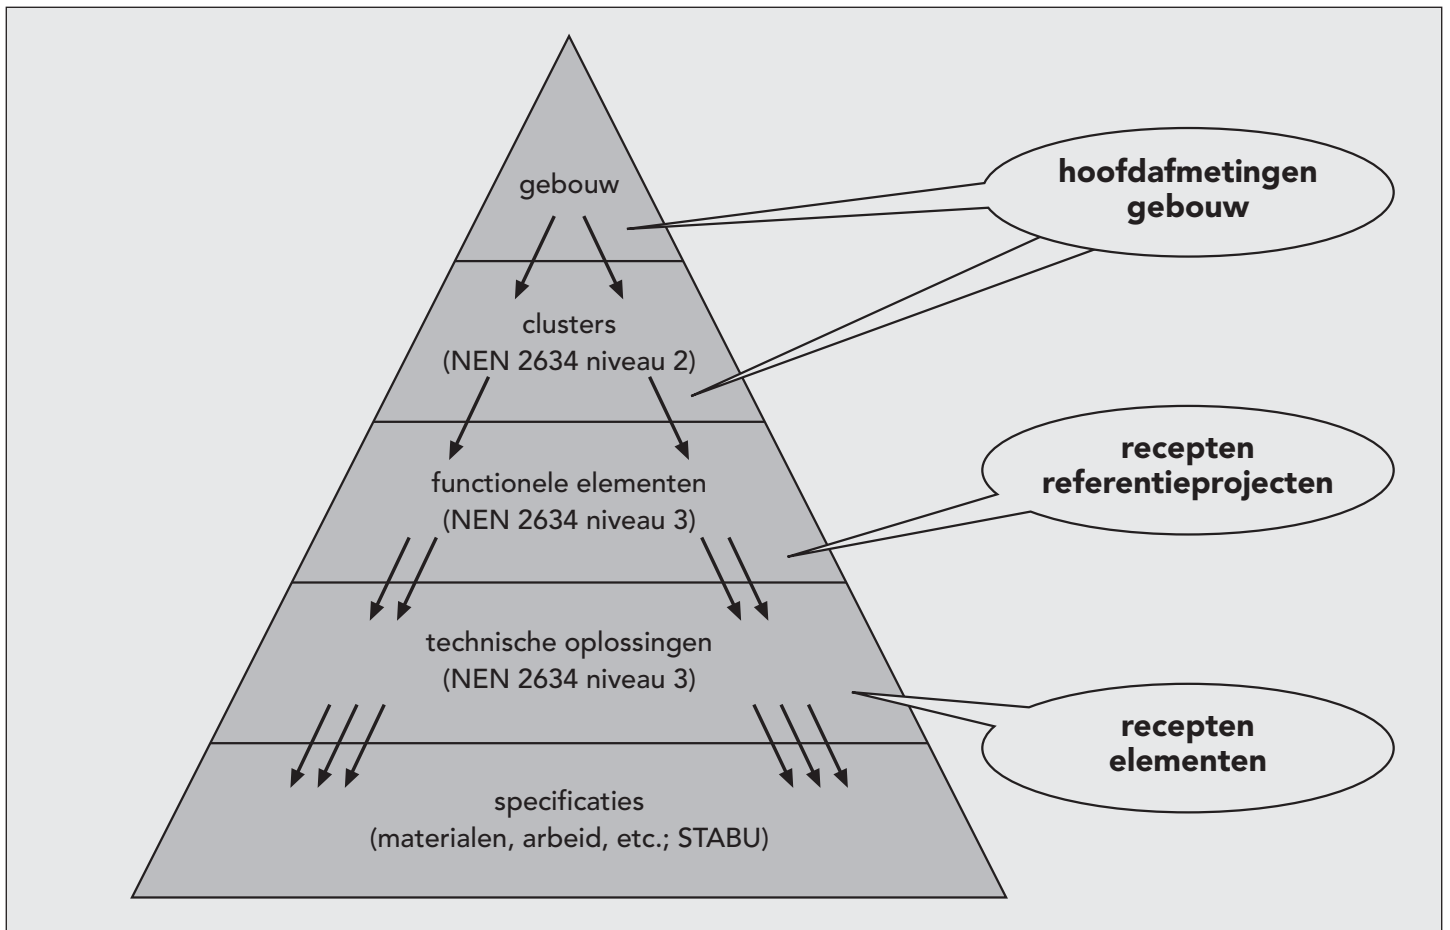 gebouw
clusters
(NEN 2634 niveau 2)
functionele elementen
(NEN 2634 niveau 3)
technische oplossingen
(NEN 2634 niveau 3)
specificaties
(materialen, arbeid, etc.; STABU)
hoofdafmetingen
gebouw
recepten
referentieprojecten
recepten
elementen